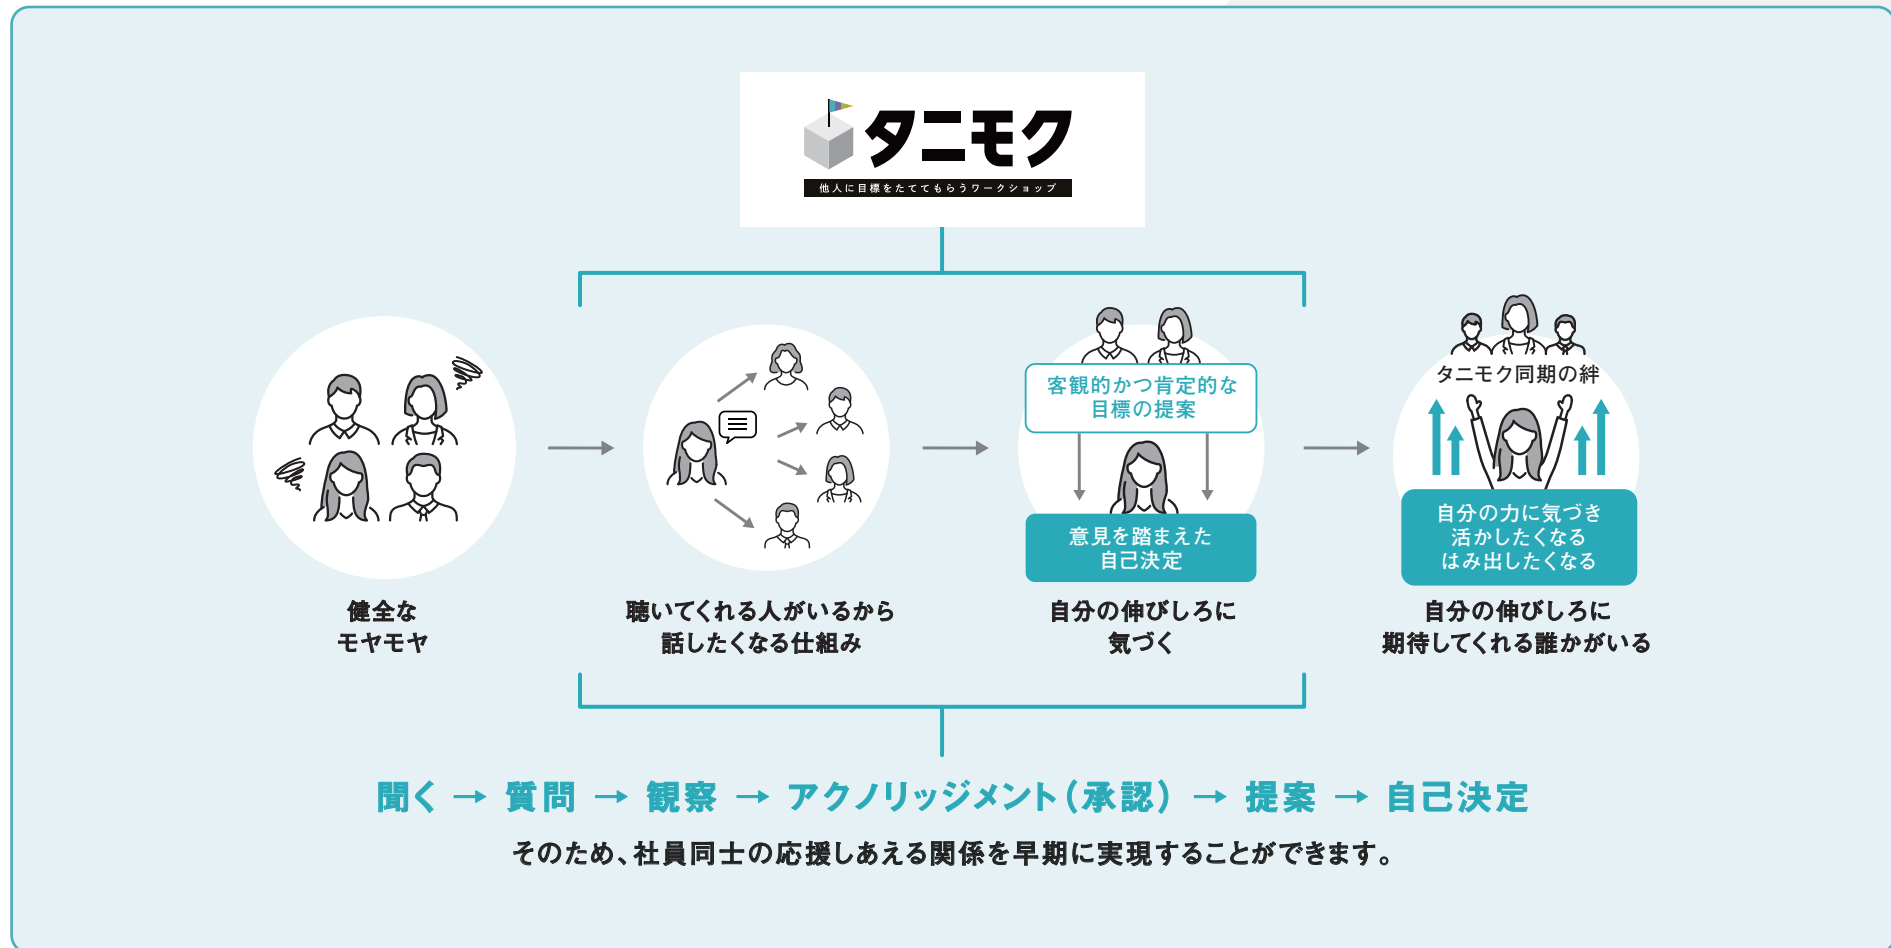 タニモク
他人に目標をたててもらうワークショップ
客観的かつ肯定的な
目標の提案
意見を踏まえた
自己決定
タニモク同期の絆
自分の力に気づき
活かしたくなる
はみ出したくなる
健全な
モヤモヤ
聴いてくれる人がいるから
話したくなる仕組み
自分の伸びしろに
気づく
自分の伸びしろに
期待してくれる誰かがいる
聞く → 質問 → 観察 → アクノリッジメント(承認) → 提案 → 自己決定
そのため、社員同士の応援しあえる関係を早期に実現することができます。